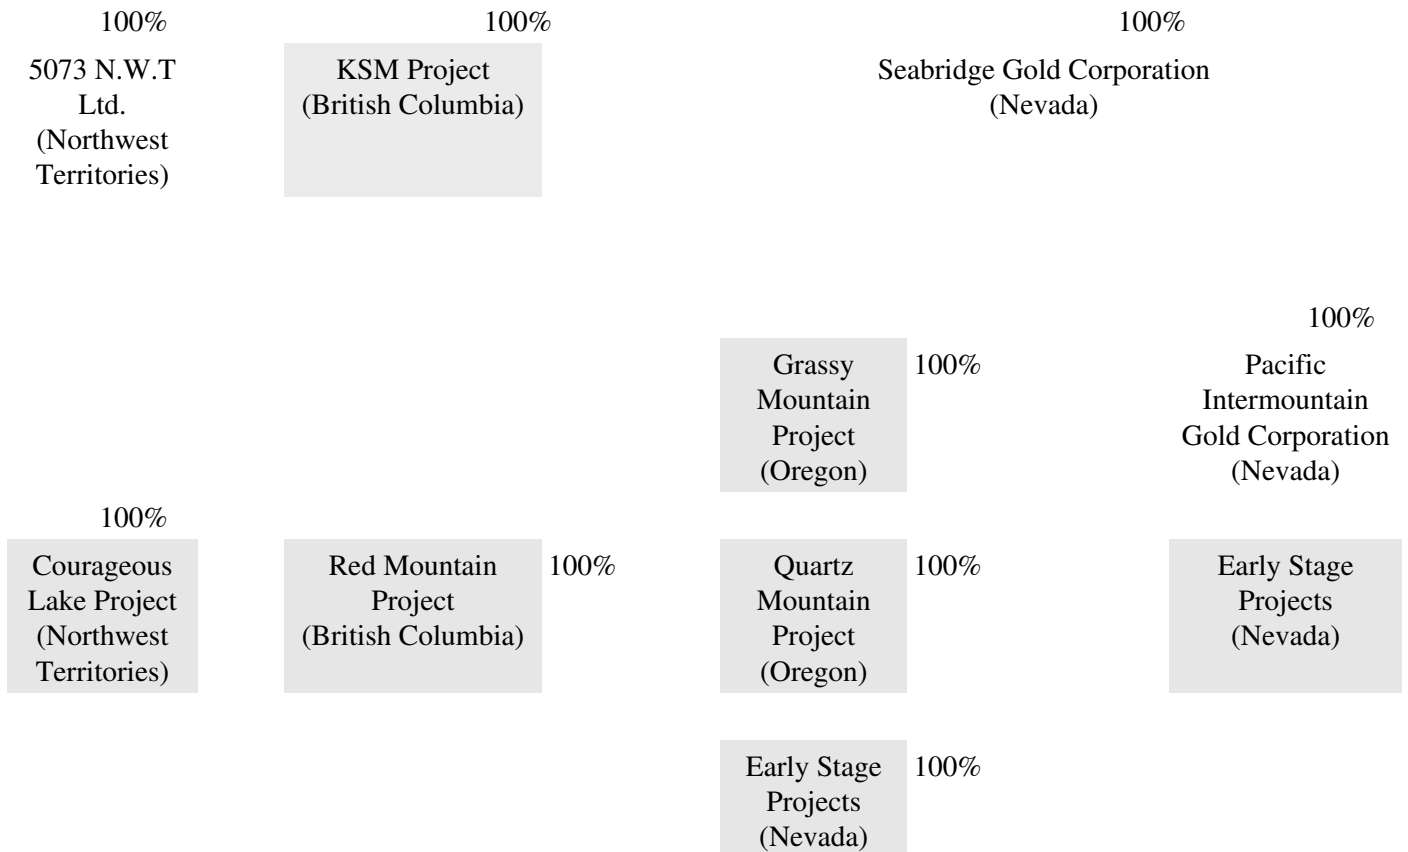 100%
100%
100%
5073 N.W.T
Ltd.
(Northwest
Territories)
KSM Project
(British Columbia)
Seabridge Gold Corporation
(Nevada)
100%
Grassy
Mountain
Project
(Oregon)
100%
Pacific
Intermountain
Gold Corporation
(Nevada)
100%
Courageous
Lake Project
(Northwest
Territories)
Red Mountain
Project
(British Columbia)
100%
Quartz
Mountain
Project
(Oregon)
100%
Early Stage
Projects
(Nevada)
Early Stage
Projects
(Nevada)
100%